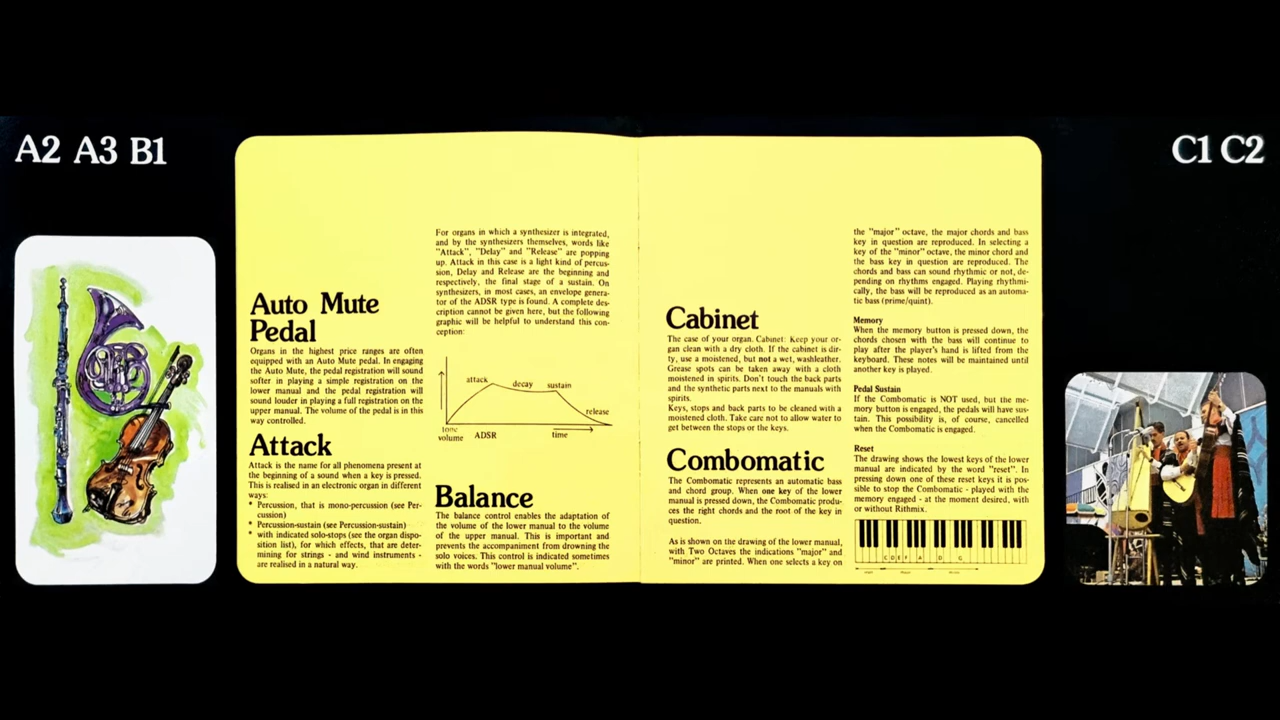 A2 A3 B1
C1 C2
Auto Mute
Pedal
Organs in the highest price ranges are often
equipped with an Auto Mute pedal. In engaging
the Auto Mute, the pedal registration will sound
softer in playing a simple registration on the
lower manual and the pedal registration will
sound louder in playing a full registration on the
upper manual. The volume of the pedal is in this
way controlled.
Attack
Attack is the name for all phenomena present at
the beginning of a sound when a key is pressed.
This is realised in an electronic organ in different
ways:
* Percussion, that is mono-percussion (see Per-
cussion)
* Percussion-sustain (see Percussion-sustain)
* with indicated solo-stops (see the organ dispo-
sition list), for which effects, that are deter-
mining for strings - and wind instruments -
are realised in a natural way.
For organs in which a synthesizer is integrated,
and by the synthesizers themselves, words like
"Attack", "Delay" and "Release" are popping
up. Attack in this case is a light kind of percus-
sion, Delay and Release are the beginning and
respectively, the final stage of a sustain. On
synthesizers, in most cases, an envelope genera-
tor of the ADSR type is found. A complete des-
cription cannot be given here, but the following
graphic will be helpful to understand this con-
ception:
attack
decay
sustain
release
tone
volume
ADSR
time
Balance
The balance control enables the adaptation of
the volume of the lower manual to the volume
of the upper manual. This is important and
prevents the accompaniment from drowning the
solo voices. This control is indicated sometimes
with the words "lower manual volume".
Cabinet
The case of your organ. Cabinet: Keep your or-
gan clean with a dry cloth. If the cabinet is dir-
ty, use a moistened, but not a wet, washleather.
Grease spots can be taken away with a cloth
moistened in spirits. Don't touch the back parts
and the synthetic parts next to the manuals with
spirits.
Keys, stops and back parts to be cleaned with a
moistened cloth. Take care not to allow water to
get between the stops or the keys.
Combomatic
The Combomatic represents an automatic bass
and chord group. When one key of the lower
manual is pressed down, the Combomatic produ-
ces the right chords and the root of the key in
question.
As is shown on the drawing of the lower manual,
with Two Octaves the indications "major" and
"minor" are printed. When one selects a key on
the "major" octave, the major chords and bass
key in question are reproduced. In selecting a
key of the "minor" octave, the minor chord and
the bass key in question are reproduced. The
chords and bass can sound rhythmic or not, de-
pending on rhythms engaged. Playing rhythmi-
cally, the bass will be reproduced as an automa-
tic bass (prime/quint).
Memory
When the memory button is pressed down, the
chords chosen with the bass will continue to
play after the player's hand is lifted from the
keyboard. These notes will be maintained until
another key is played.
Pedal Sustain
If the Combomatic is NOT used, but the me-
mory button is engaged, the pedals will have sus-
tain. This possibility is, of course, cancelled
when the Combomatic is engaged.
Reset
The drawing shows the lowest keys of the lower
manual are indicated by the word "reset". In
pressing down one of these reset keys it is pos-
sible to stop the Combomatic - played with the
memory engaged - at the moment desired, with
or without Rithmix.
C D E F A D G